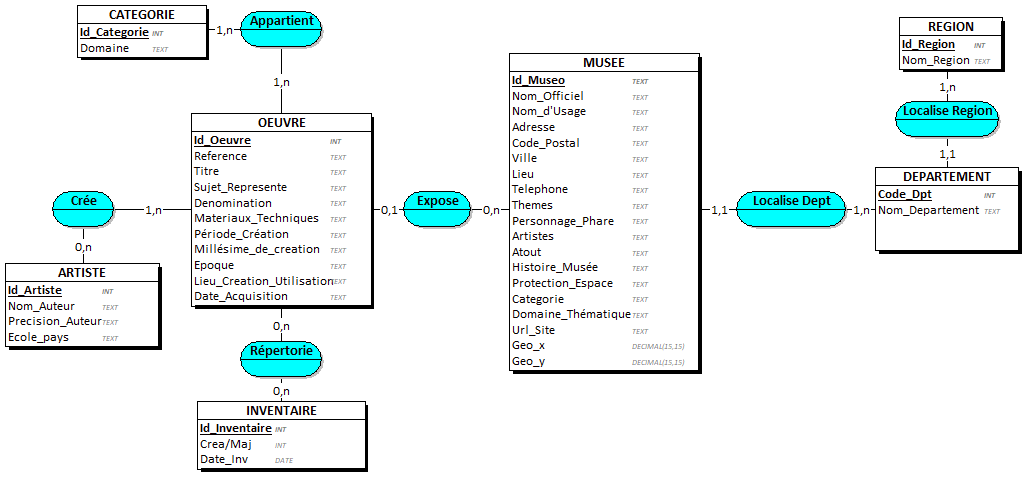 CATEGORIE
Id_Categorie INT
Domaine TEXT
1,n
Appartient
1,n
OEUVRE
Id_Oeuvre INT
Reference TEXT
Titre TEXT
Sujet_Represente TEXT
Denomination TEXT
Materiaux_Techniques TEXT
Période_Création TEXT
Millésime_de_creation TEXT
Epoque TEXT
Lieu_Creation_Utilisation TEXT
Date_Acquisition TEXT
Crée
1,n
0,n
ARTISTE
Id_Artiste INT
Nom_Auteur TEXT
Precision_Auteur TEXT
Ecole_pays TEXT
0,n
Répertorie
0,n
INVENTAIRE
Id_Inventaire INT
Crea/Maj INT
Date_Inv DATE
0,1
Expose
0,n
MUSEE
Id_Museo TEXT
Nom_Officiel TEXT
Nom_d'Usage TEXT
Adresse TEXT
Code_Postal TEXT
Ville TEXT
Lieu TEXT
Telephone TEXT
Themes TEXT
Personnage_Phare TEXT
Artistes TEXT
Atout TEXT
Histoire_Musée TEXT
Protection_Espace TEXT
Categorie TEXT
Domaine_Thématique TEXT
Url_Site TEXT
Geo_x DECIMAL(15,15)
Geo_y DECIMAL(15,15)
1,1
Localise Dept
1,n
REGION
Id_Region INT
Nom_Region TEXT
1,n
Localise Region
1,1
DEPARTEMENT
Code_Dpt INT
Nom_Departement TEXT